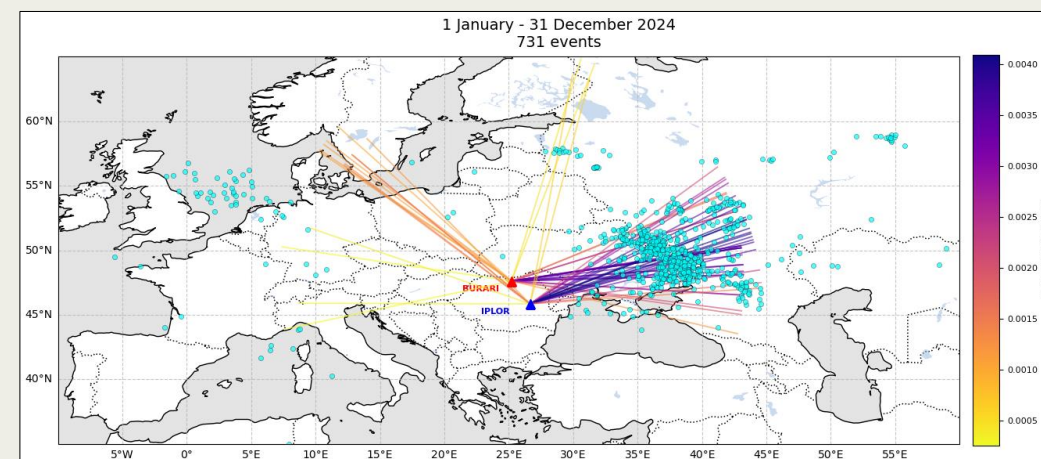 1 January - 31 December 2024
731 events
60°N
55°N
50°N
45°N
40°N
5°W 0° 5°E 10°E 15°E 20°E 25°E 30°E 35°E 40°E 45°E 50°E 55°E
BURARI
IPLOR
0.0040
0.0035
0.0030
0.0025
0.0020
0.0015
0.0010
0.0005